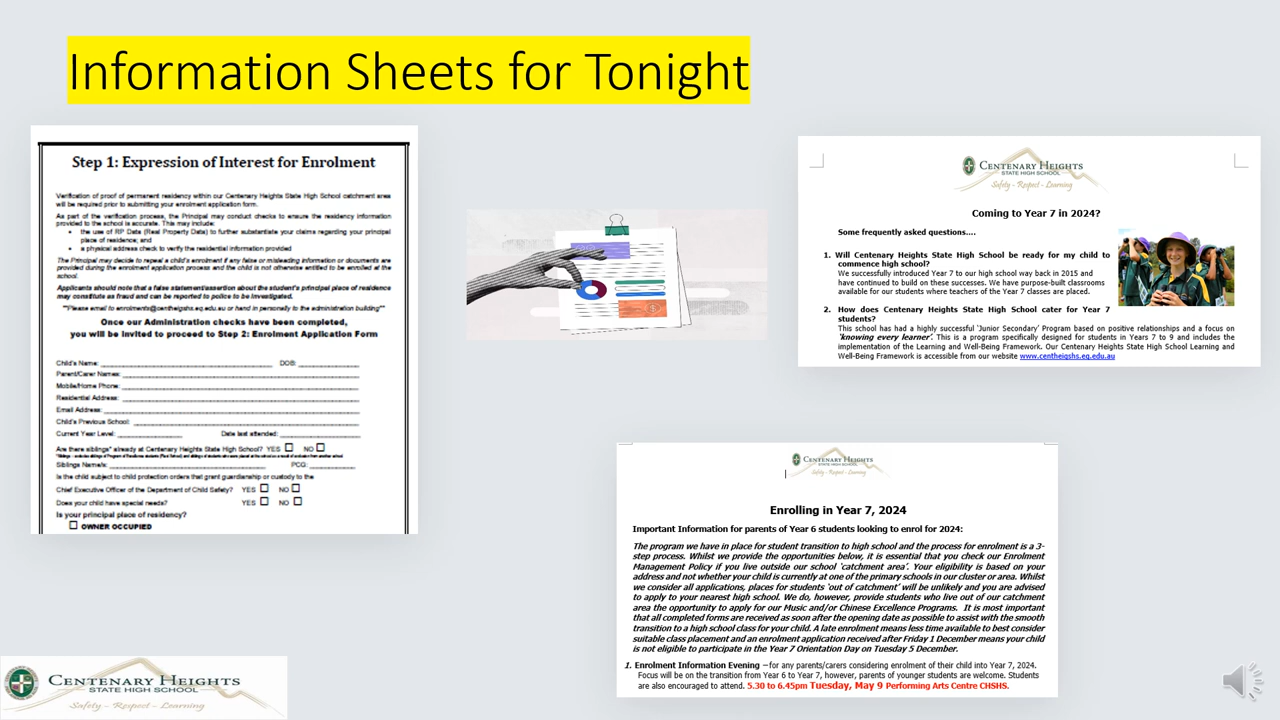 Information Sheets for Tonight
Step 1: Expression of Interest for Enrolment
Verification of proof of permanent residency within our Centenary Heights State High School catchment area
will be required prior to submitting your enrolment application form.
As part of the verification process, the Principal may conduct checks to ensure the residency information
provided to the school is accurate. This may include:
• the use of RP Data (Real Property Data) to further substantiate your claims regarding your principal
place of residence; and
• a physical address check to verify the residential information provided
The Principal may decide to repeal a child's enrolment if any false or misleading information or documents are
provided during the enrolment application process and the child is not otherwise entitled to be enrolled at the
school.
Applicants should note that a false statement/assertion about the student's principal place of residence
may constitute as fraud and can be reported to police to be investigated.
**Please email to enrolments@centheigshs.eq.edu.au or hand in personally to the administration building**
Once our Administration checks have been completed,
you will be invited to proceed to Step 2: Enrolment Application Form
Child's Name: DOB:
Parent/Carer Names:
Mobile/Home Phone:
Residential Address:
Email Address:
Child's Previous School:
Current Year Level: Date last attended:
Are there siblings* already at Centenary Heights State High School? YES ☐ NO ☐
Siblings Name/s: PCG:
Is the child subject to child protection orders that grant guardianship or custody to the
Chief Executive Officer of the Department of Child Safety? YES ☐ NO ☐
Does your child have special needs? YES ☐ NO ☐
Is your principal place of residency?
☐ OWNER OCCUPIED
CENTENARY HEIGHTS
STATE HIGH SCHOOL
Safety - Respect - Learning
Coming to Year 7 in 2024?
Some frequently asked questions....
1. Will Centenary Heights State High School be ready for my child to
commence high school?
We successfully introduced Year 7 to our high school way back in 2015 and
have continued to build on these successes. We have purpose-built classrooms
available for our students where teachers of the Year 7 classes are placed.
2. How does Centenary Heights State High School cater for Year 7
students?
This school has had a highly successful 'Junior Secondary' Program based on positive relationships and a focus on
'knowing every learner'. This is a program specifically designed for students in Years 7 to 9 and includes the
implementation of the Learning and Well-Being Framework. Our Centenary Heights State High School Learning and
Well-Being Framework is accessible from our website www.centheigshs.eq.edu.au
CENTENARY HEIGHTS
STATE HIGH SCHOOL
Safety - Respect - Learning
Enrolling in Year 7, 2024
Important Information for parents of Year 6 students looking to enrol for 2024:
The program we have in place for student transition to high school and the process for enrolment is a 3-
step process. Whilst we provide the opportunities below, it is essential that you check our Enrolment
Management Policy if you live outside our school 'catchment area'. Your eligibility is based on your
address and not whether your child is currently at one of the primary schools in our cluster or area. Whilst
we consider all applications, places for students 'out of catchment' will be unlikely and you are advised
to apply to your nearest high school. We do, however, provide students who live out of our catchment
area the opportunity to apply for our Music and/or Chinese Excellence Programs. It is most important
that all completed forms are received as soon after the opening date as possible to assist with the smooth
transition to a high school class for your child. A late enrolment means less time available to best consider
suitable class placement and an enrolment application received after Friday 1 December means your child
is not eligible to participate in the Year 7 Orientation Day on Tuesday 5 December.
1. Enrolment Information Evening –for any parents/carers considering enrolment of their child into Year 7, 2024.
Focus will be on the transition from Year 6 to Year 7, however, parents of younger students are welcome. Students
are also encouraged to attend. 5.30 to 6.45pm Tuesday, May 9 Performing Arts Centre CHSHS.
CENTENARY HEIGHTS
STATE HIGH SCHOOL
Safety - Respect - Learning